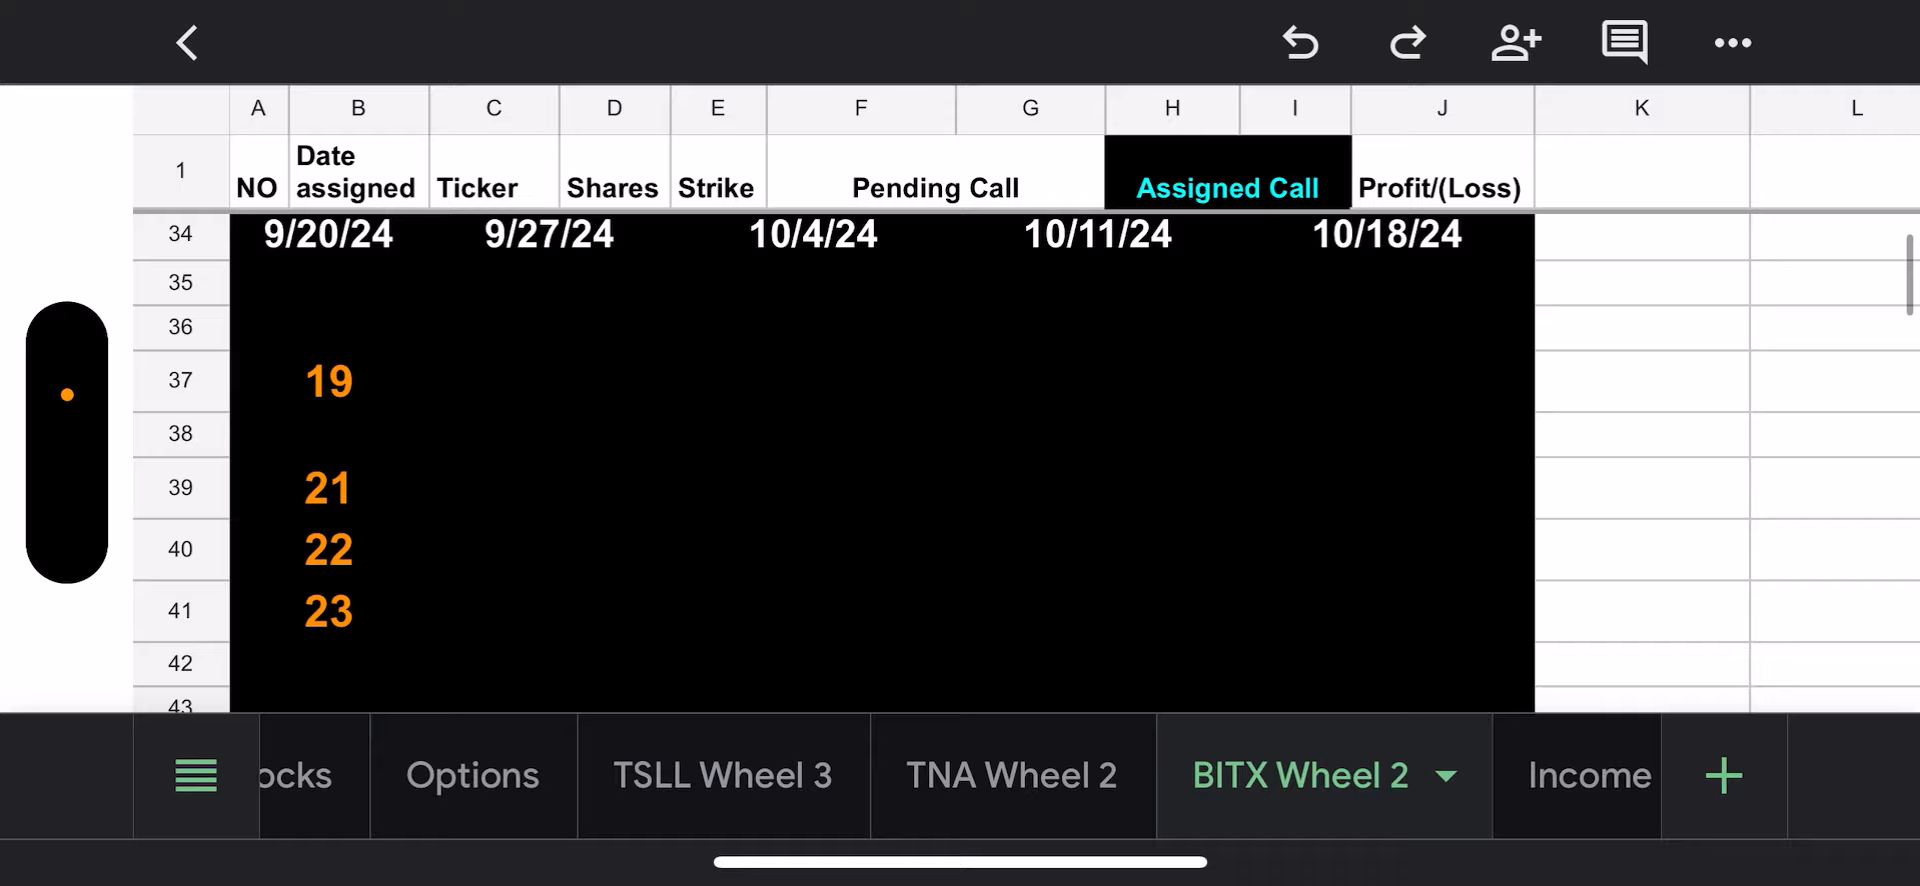 A B C D E F G H I J K L
1 NO Date assigned Ticker Shares Strike Pending Call Assigned Call Profit/(Loss)
34 9/20/24 9/27/24 10/4/24 10/11/24 10/18/24
35
36
37 19
38
39 21
40 22
41 23
42
43
ocks Options TSLL Wheel 3 TNA Wheel 2 BITX Wheel 2 Income